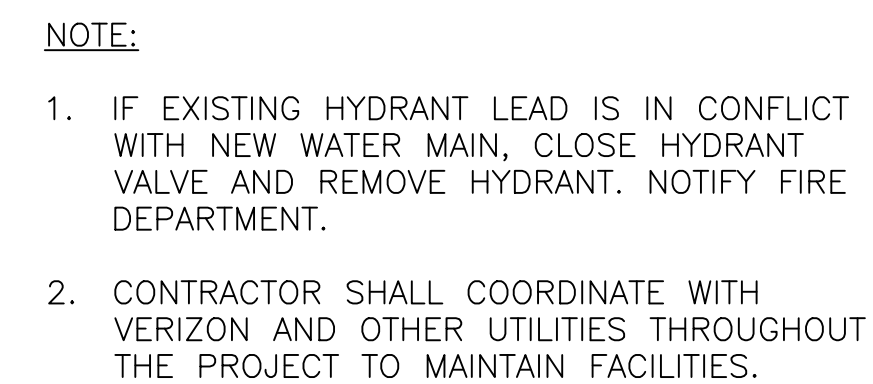 NOTE:
1. IF EXISTING HYDRANT LEAD IS IN CONFLICT
WITH NEW WATER MAIN, CLOSE HYDRANT
VALVE AND REMOVE HYDRANT. NOTIFY FIRE
DEPARTMENT.
2. CONTRACTOR SHALL COORDINATE WITH
VERIZON AND OTHER UTILITIES THROUGHOUT
THE PROJECT TO MAINTAIN FACILITIES.